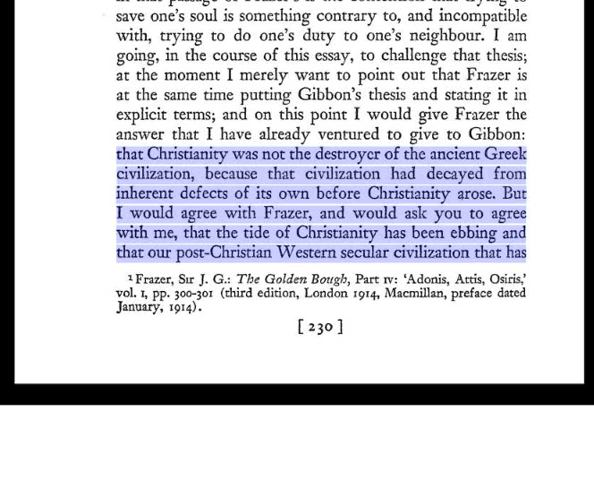 save one's soul is something contrary to, and incompatible
with, trying to do one's duty to one's neighbour. I am
going, in the course of this essay, to challenge that thesis;
at the moment I merely want to point out that Frazer is
at the same time putting Gibbon's thesis and stating it in
explicit terms; and on this point I would give Frazer the
answer that I have already ventured to give to Gibbon:
that Christianity was not the destroyer of the ancient Greek
civilization, because that civilization had decayed from
inherent defects of its own before Christianity arose. But
I would agree with Frazer, and would ask you to agree
with me, that the tide of Christianity has been ebbing and
that our post-Christian Western secular civilization that has
¹ Frazer, Sir J. G.: The Golden Bough, Part IV: 'Adonis, Attis, Osiris,'
vol. I, pp. 300-301 (third edition, London 1914, Macmillan, preface dated
January, 1914).
[ 230 ]